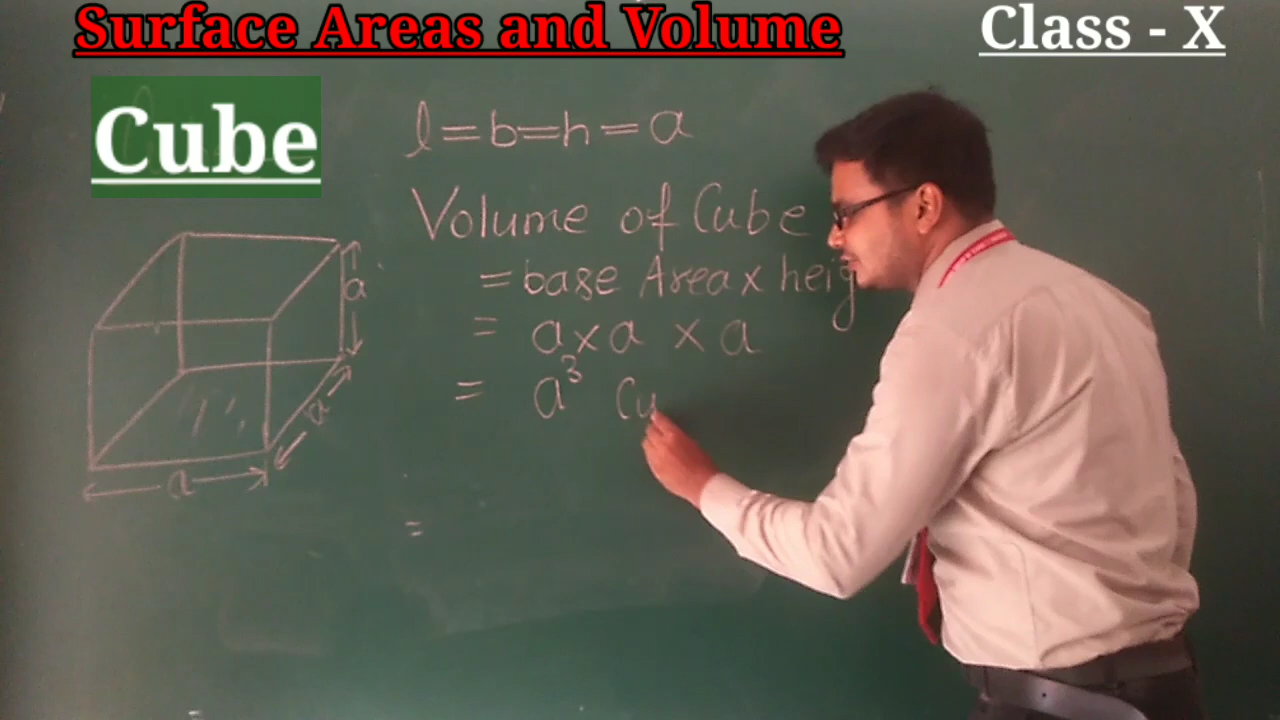 Surface Areas and Volume
Class - X
Cube
l = b = h = a
Volume of Cube
= base Area x heig
= a x a x a
= a³ Cu
a
a
a
=